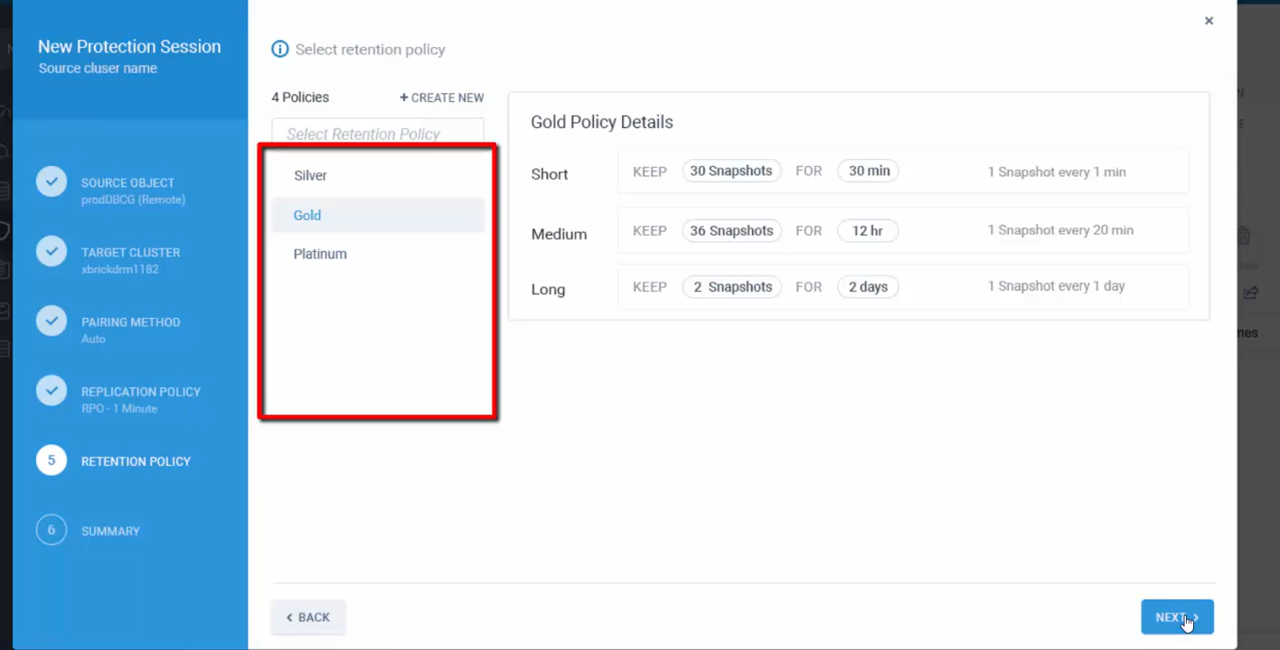 New Protection Session
Source cluser name
SOURCE OBJECT
prodDBCG (Remote)
TARGET CLUSTER
xbrickdrm1182
PAIRING METHOD
Auto
REPLICATION POLICY
RPO - 1 Minute
5 RETENTION POLICY
6 SUMMARY
×
Select retention policy
4 Policies + CREATE NEW
Select Retention Policy
Silver
Gold
Platinum
Gold Policy Details
Short KEEP 30 Snapshots FOR 30 min 1 Snapshot every 1 min
Medium KEEP 36 Snapshots FOR 12 hr 1 Snapshot every 20 min
Long KEEP 2 Snapshots FOR 2 days 1 Snapshot every 1 day
< BACK
NEXT >